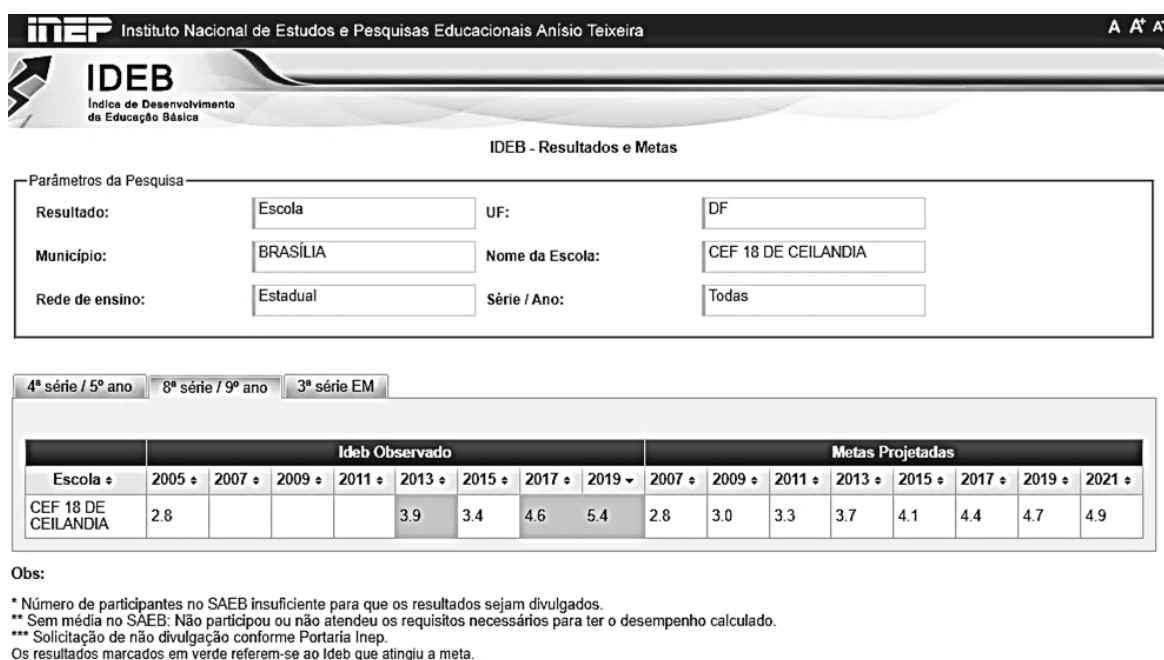 inep Instituto Nacional de Estudos e Pesquisas Educacionais Anísio Teixeira A A+ A-
IDEB
Índice de Desenvolvimento
da Educação Básica
IDEB - Resultados e Metas
Parâmetros da Pesquisa
Resultado: Escola UF: DF
Município: BRASÍLIA Nome da Escola: CEF 18 DE CEILANDIA
Rede de ensino: Estadual Série / Ano: Todas
4ª série / 5º ano 8ª série / 9º ano 3ª série EM
Ideb Observado Metas Projetadas
Escola 2005 2007 2009 2011 2013 2015 2017 2019 2007 2009 2011 2013 2015 2017 2019 2021
CEF 18 DE
CEILANDIA 2.8 3.9 3.4 4.6 5.4 2.8 3.0 3.3 3.7 4.1 4.4 4.7 4.9
Obs:
* Número de participantes no SAEB insuficiente para que os resultados sejam divulgados.
** Sem média no SAEB: Não participou ou não atendeu os requisitos necessários para ter o desempenho calculado.
*** Solicitação de não divulgação conforme Portaria Inep.
Os resultados marcados em verde referem-se ao Ideb que atingiu a meta.